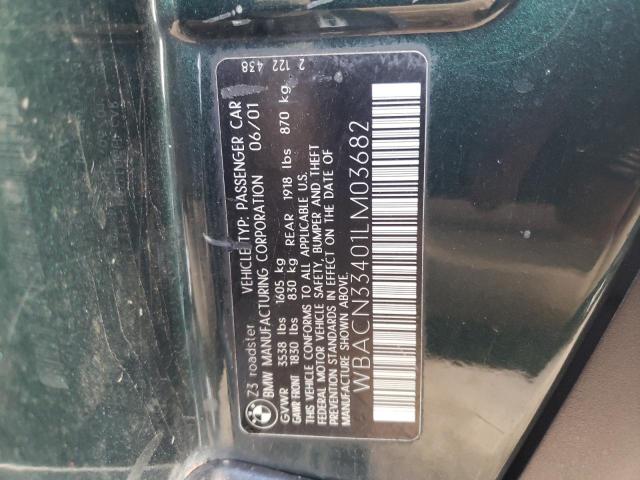 Z3 roadster VEHICLE TYP: PASSENGER CAR
BMW MANUFACTURING CORPORATION 06/01
GVWR 3538 lbs 1605 kg
GAWR FRONT 1830 lbs 830 kg REAR 1918 lbs 870 kg
THIS VEHICLE CONFORMS TO ALL APPLICABLE U.S.
FEDERAL MOTOR VEHICLE SAFETY, BUMPER AND THEFT
PREVENTION STANDARDS IN EFFECT ON THE DATE OF
MANUFACTURE SHOWN ABOVE.
WBACN33401LM03682
2 122 438